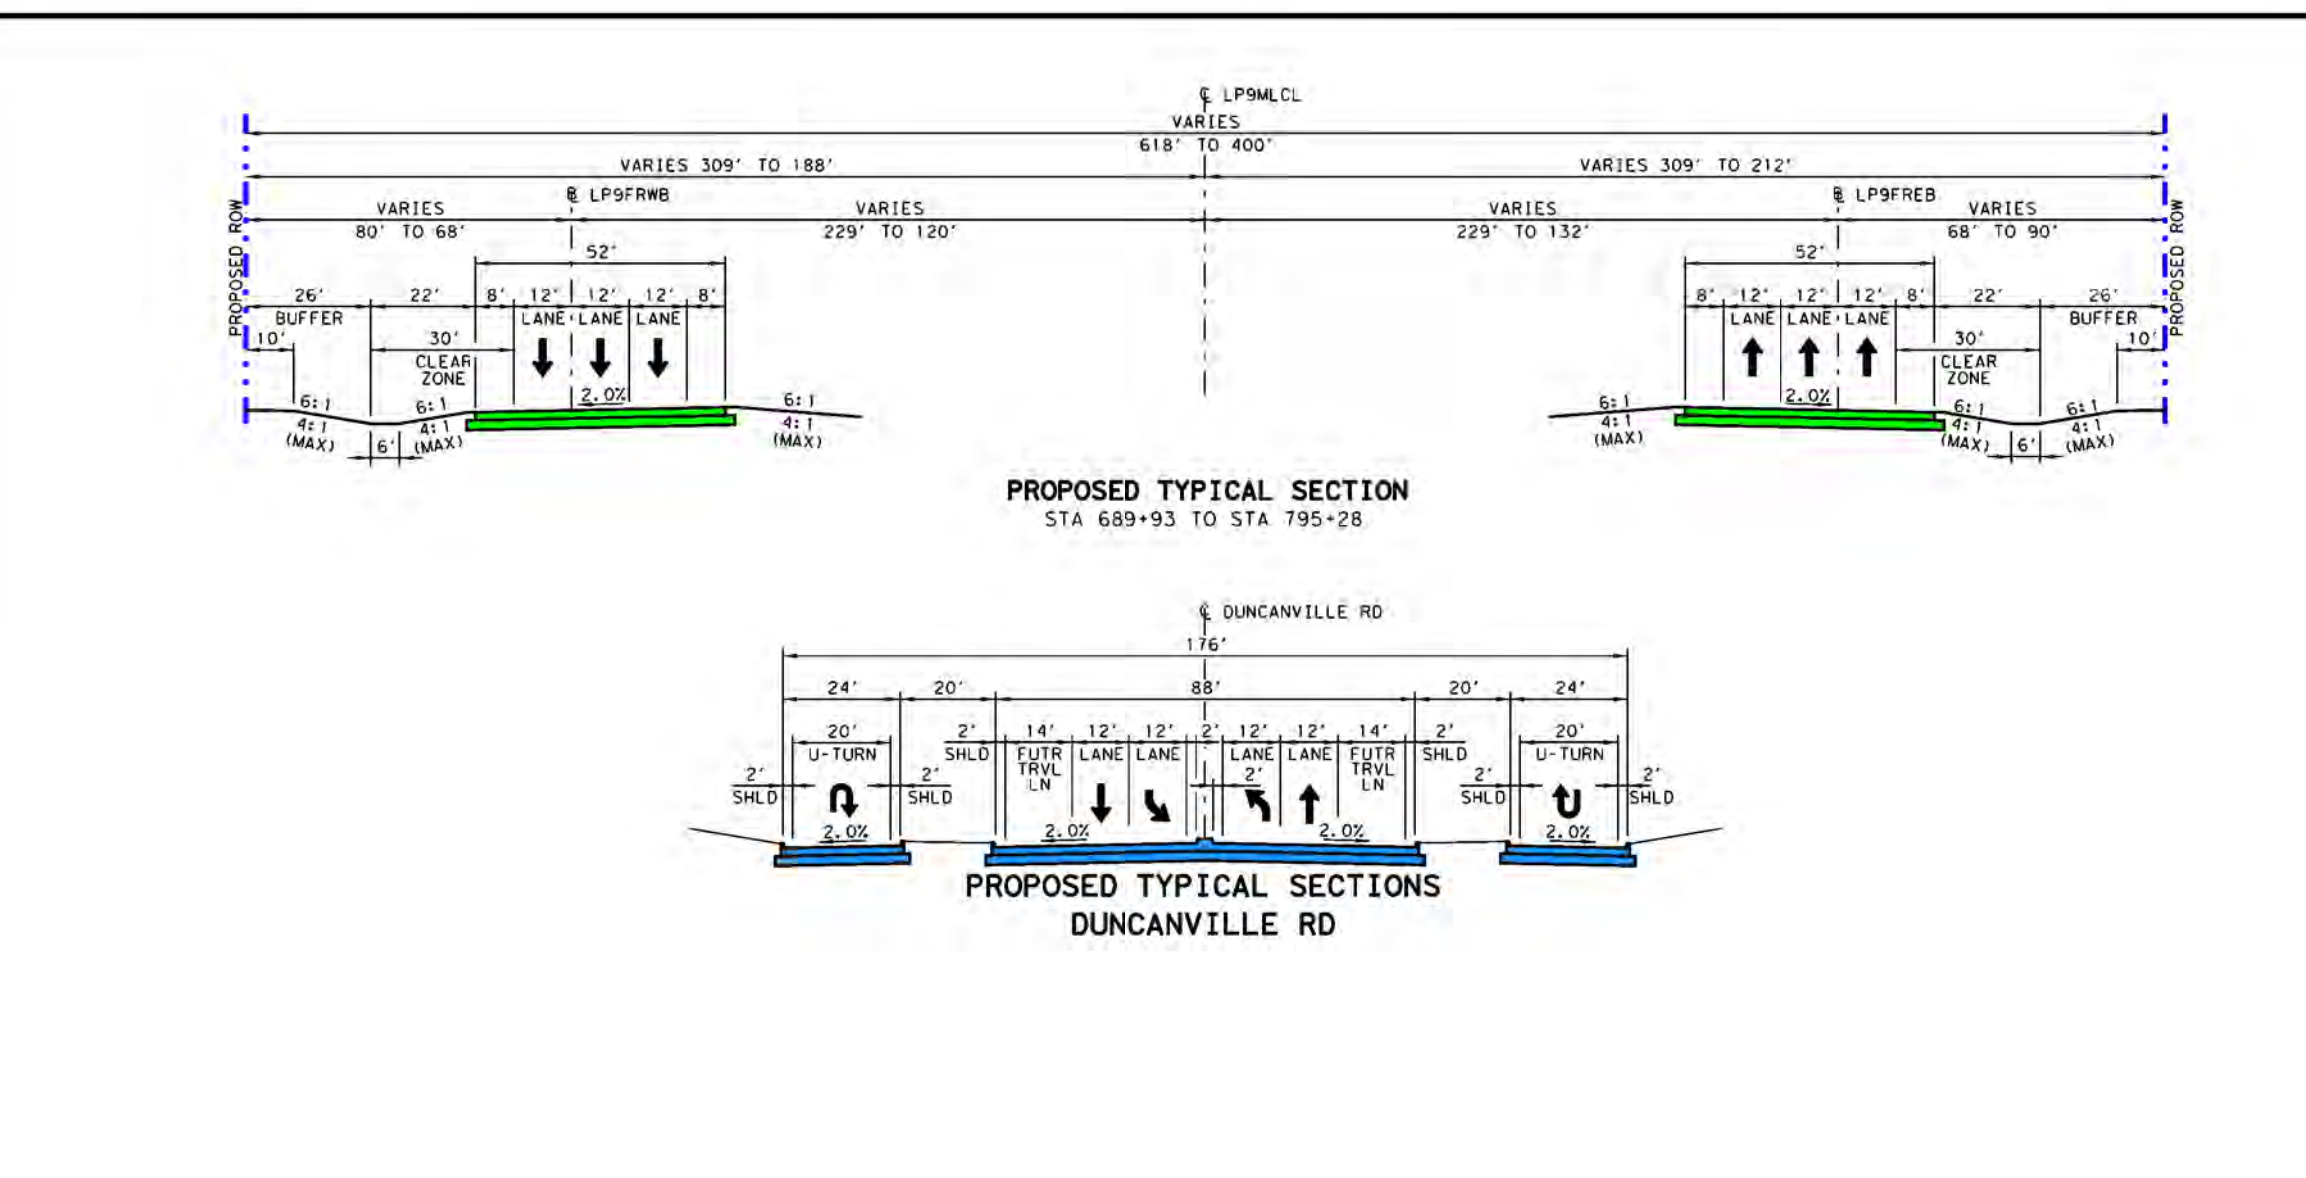 ℄ LP9MLCL
VARIES
618' TO 400'
VARIES 309' TO 188'
VARIES 309' TO 212'
PROPOSED ROW
VARIES
80' TO 68'
LP9FRWB
VARIES
229' TO 120'
VARIES
229' TO 132'
LP9FREB
VARIES
68' TO 90'
PROPOSED ROW
52'
52'
26' 22' 8' 12' 12' 12' 8'
BUFFER LANE LANE LANE
8' 12' 12' 12' 8' 22' 26'
LANE LANE LANE BUFFER
10' 30'
CLEAR
ZONE
30' 10'
CLEAR
ZONE
6:1
4:1
(MAX)
6'
6:1
4:1
(MAX)
2.0%
6:1
4:1
(MAX)
6:1
4:1
(MAX)
2.0%
6:1
4:1
(MAX)
6'
6:1
4:1
(MAX)
PROPOSED TYPICAL SECTION
STA 689+93 TO STA 795+28
℄ DUNCANVILLE RD
176'
24' 20' 88' 20' 24'
20'
U-TURN
2'
SHLD
14'
FUTR
TRVL
LN
12'
LANE
12'
LANE
2'
12'
LANE
12'
LANE
14'
FUTR
TRVL
LN
2'
SHLD
20'
U-TURN
2'
SHLD
2'
SHLD
2'
2'
SHLD
2'
SHLD
2.0% 2.0% 2.0% 2.0%
PROPOSED TYPICAL SECTIONS
DUNCANVILLE RD